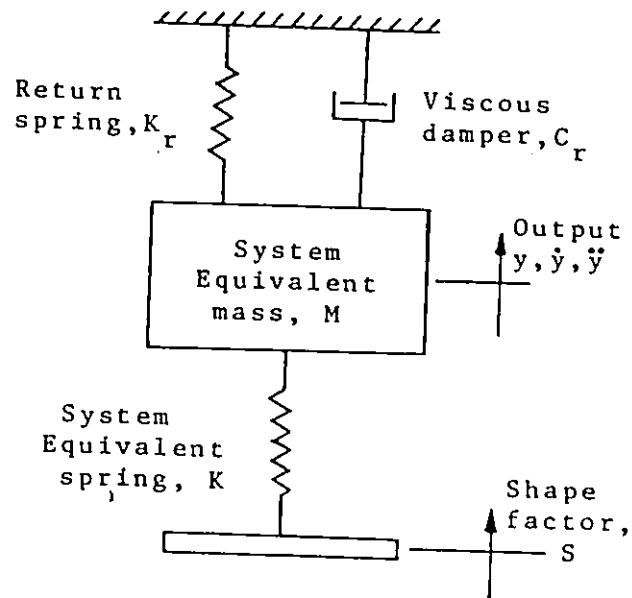 Return
spring,K_r
Viscous
damper,C_r
System
Equivalent
mass, M
Output
y, ẏ, ÿ
System
Equivalent
spring, K
Shape
factor,
S